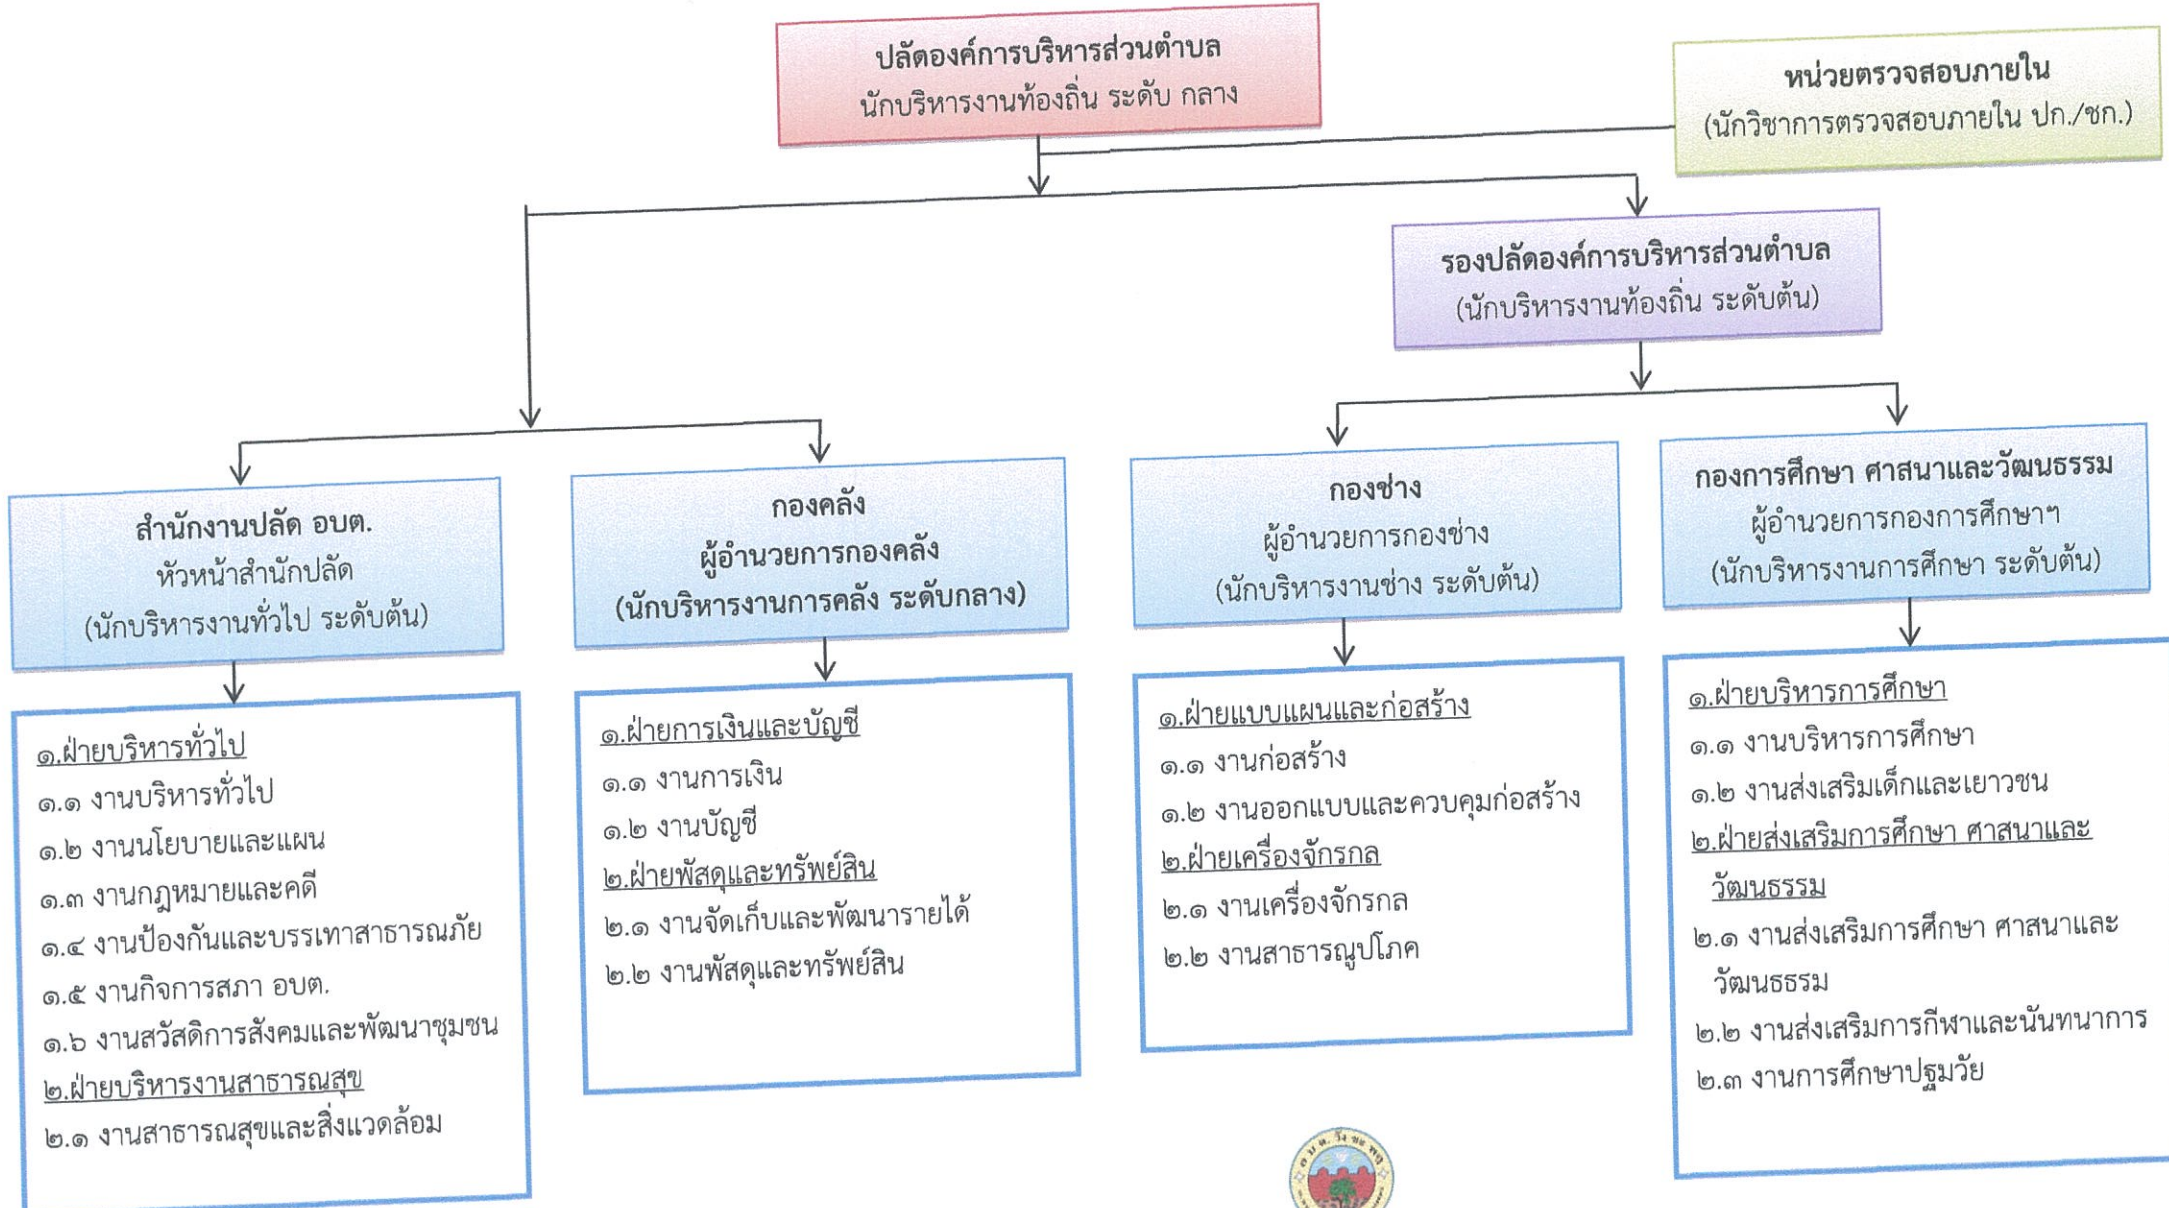 ปลัดองค์การบริหารส่วนตำบล
นักบริหารงานท้องถิ่น ระดับ กลาง
หน่วยตรวจสอบภายใน
(นักวิชาการตรวจสอบภายใน ปก./ชก.)
รองปลัดองค์การบริหารส่วนตำบล
(นักบริหารงานท้องถิ่น ระดับต้น)
สำนักงานปลัด อบต.
หัวหน้าสำนักปลัด
(นักบริหารงานทั่วไป ระดับต้น)
กองคลัง
ผู้อำนวยการกองคลัง
(นักบริหารงานการคลัง ระดับกลาง)
กองช่าง
ผู้อำนวยการกองช่าง
(นักบริหารงานช่าง ระดับต้น)
กองการศึกษา ศาสนาและวัฒนธรรม
ผู้อำนวยการกองการศึกษาฯ
(นักบริหารงานการศึกษา ระดับต้น)
๑.ฝ่ายบริหารทั่วไป
๑.๑ งานบริหารทั่วไป
๑.๒ งานนโยบายและแผน
๑.๓ งานกฎหมายและคดี
๑.๔ งานป้องกันและบรรเทาสาธารณภัย
๑.๕ งานกิจการสภา อบต.
๑.๖ งานสวัสดิการสังคมและพัฒนาชุมชน
๒.ฝ่ายบริหารงานสาธารณสุข
๒.๑ งานสาธารณสุขและสิ่งแวดล้อม
๑.ฝ่ายการเงินและบัญชี
๑.๑ งานการเงิน
๑.๒ งานบัญชี
๒.ฝ่ายพัสดุและทรัพย์สิน
๒.๑ งานจัดเก็บและพัฒนารายได้
๒.๒ งานพัสดุและทรัพย์สิน
๑.ฝ่ายแบบแผนและก่อสร้าง
๑.๑ งานก่อสร้าง
๑.๒ งานออกแบบและควบคุมก่อสร้าง
๒.ฝ่ายเครื่องจักรกล
๒.๑ งานเครื่องจักรกล
๒.๒ งานสาธารณูปโภค
๑.ฝ่ายบริหารการศึกษา
๑.๑ งานบริหารการศึกษา
๑.๒ งานส่งเสริมเด็กและเยาวชน
๒.ฝ่ายส่งเสริมการศึกษา ศาสนาและ
วัฒนธรรม
๒.๑ งานส่งเสริมการศึกษา ศาสนาและ
วัฒนธธรรม
๒.๒ งานส่งเสริมการกีฬาและนันทนาการ
๒.๓ งานการศึกษาปฐมวัย